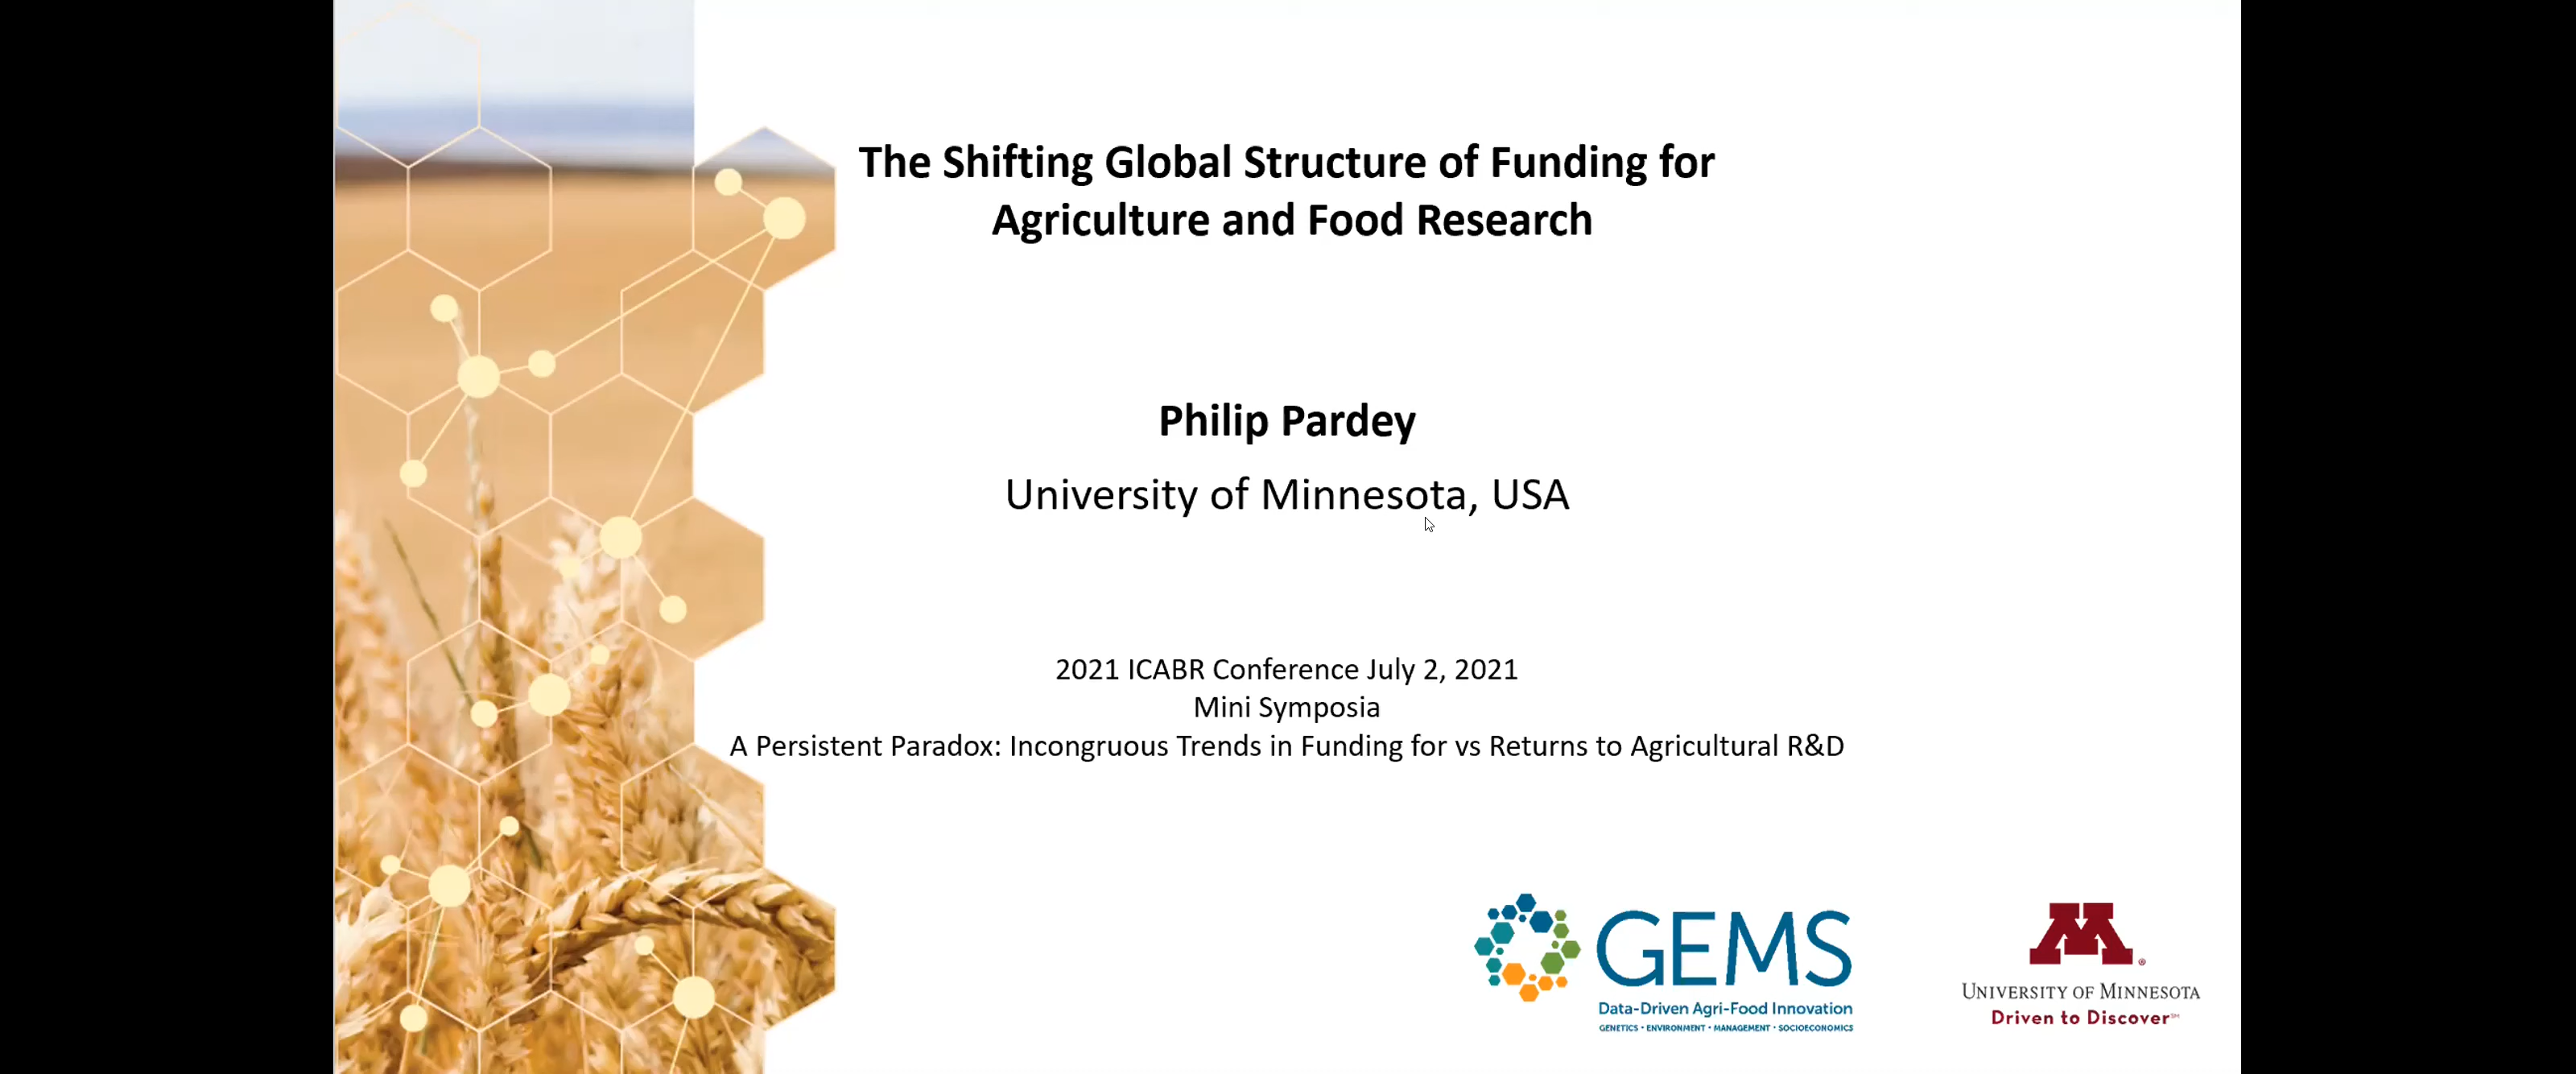 The Shifting Global Structure of Funding for
Agriculture and Food Research
Philip Pardey
University of Minnesota, USA
2021 ICABR Conference July 2, 2021
Mini Symposia
A Persistent Paradox: Incongruous Trends in Funding for vs Returns to Agricultural R&D
GEMS
Data-Driven Agri-Food Innovation
GENETICS • ENVIRONMENT • MANAGEMENT • SOCIOECONOMICS
M®
UNIVERSITY OF MINNESOTA
Driven to Discover℠